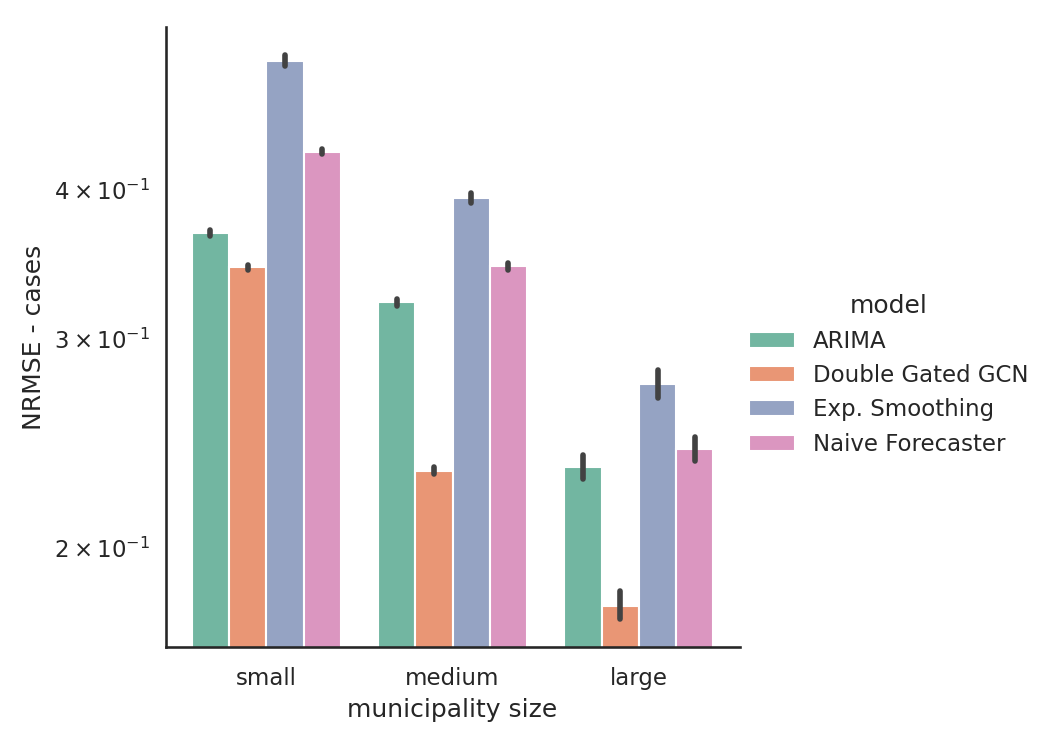 4 × 10⁻¹
3 × 10⁻¹
2 × 10⁻¹
NRMSE - cases
small medium large
municipality size
model
ARIMA
Double Gated GCN
Exp. Smoothing
Naive Forecaster